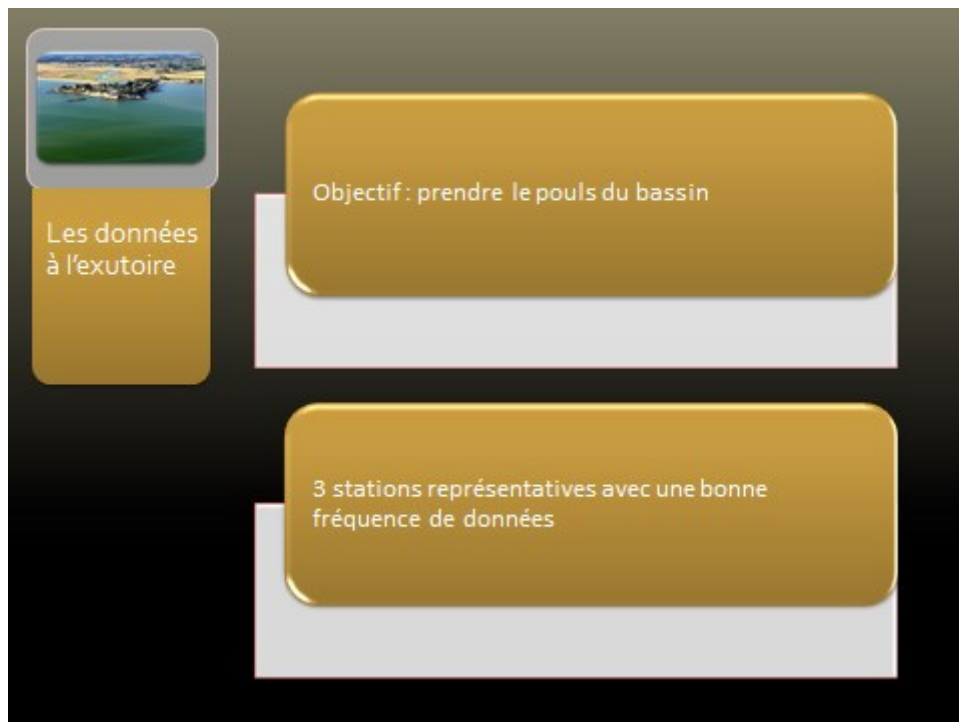 Les données
à l'exutoire
Objectif : prendre le pouls du bassin
3 stations représentatives avec une bonne
fréquence de données